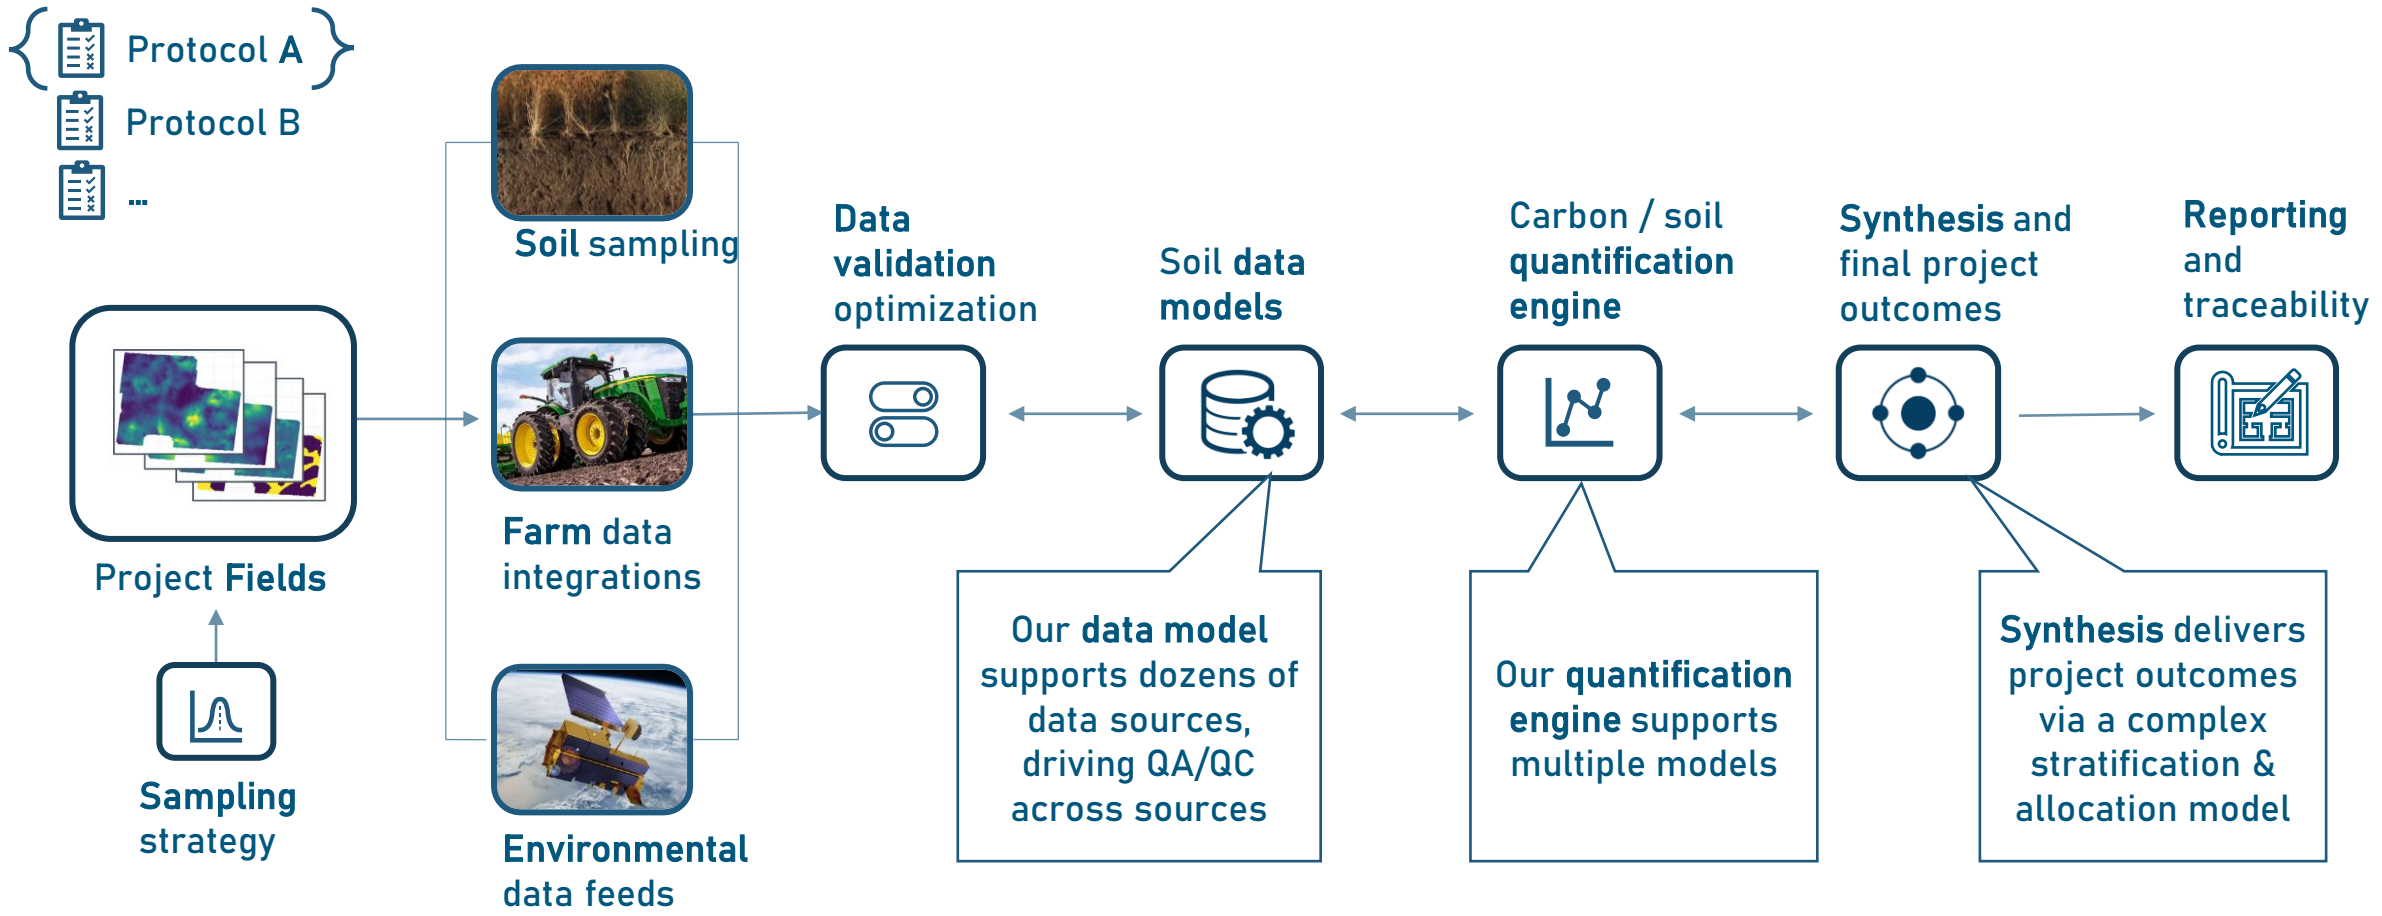 Protocol A
Protocol B
...
Project Fields
Sampling
strategy
Soil sampling
Farm data
integrations
Environmental
data feeds
Data
validation
optimization
Soil data
models
Carbon / soil
quantification
engine
Synthesis and
final project
outcomes
Reporting
and
traceability
Our data model
supports dozens of
data sources,
driving QA/QC
across sources
Our quantification
engine supports
multiple models
Synthesis delivers
project outcomes
via a complex
stratification &
allocation model